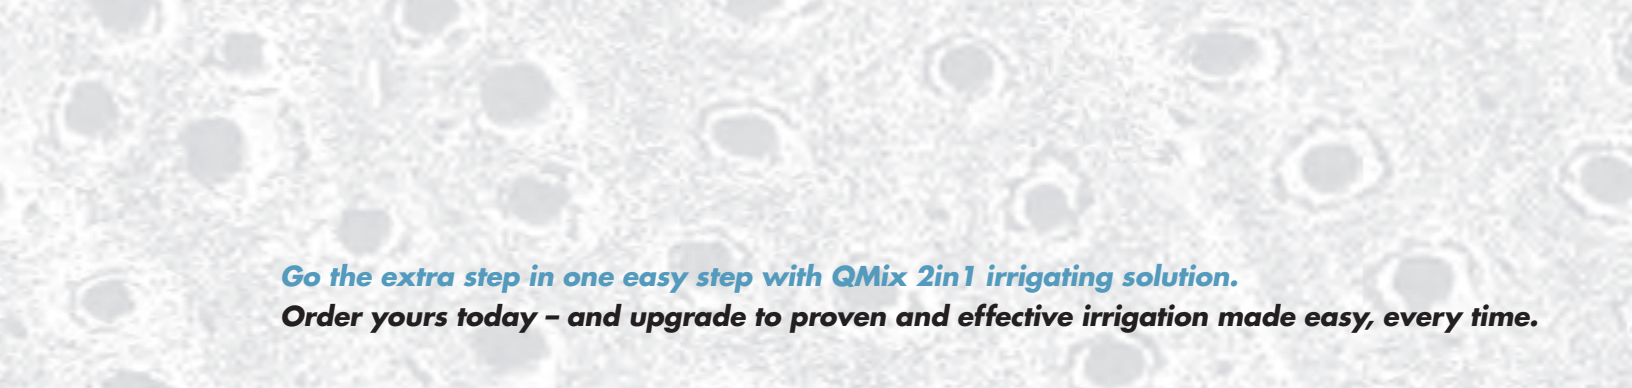 Go the extra step in one easy step with QMix 2in1 irrigating solution.
Order yours today – and upgrade to proven and effective irrigation made easy, every time.